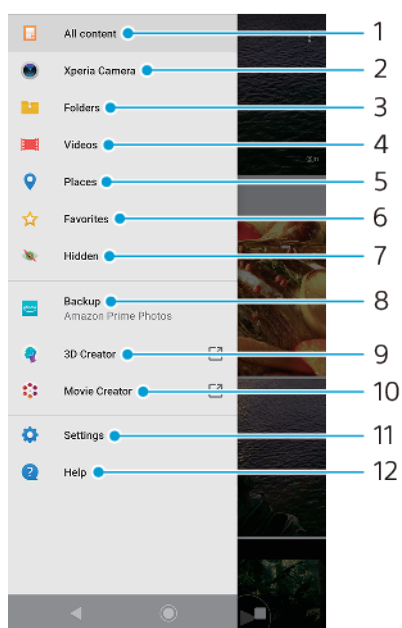 All content 1
Xperia Camera 2
Folders 3
Videos 4
Places 5
Favorites 6
Hidden 7
Backup 8
Amazon Prime Photos
3D Creator 9
Movie Creator 10
Settings 11
? Help 12